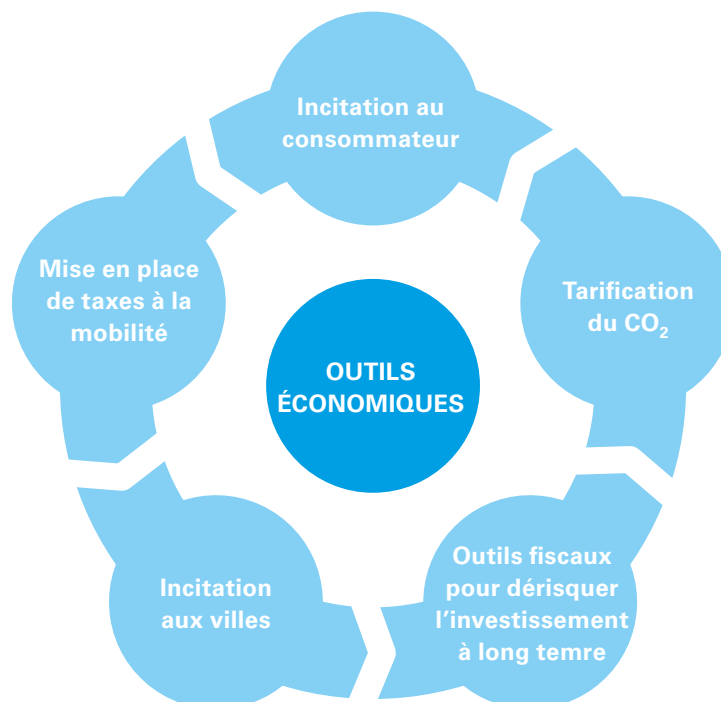 Incitation au
consommateur
Tarification
du CO₂
Outils fiscaux
pour dérisquer
l'investissement
à long temre
Incitation
aux villes
Mise en place
de taxes à la
mobilité
OUTILS
ÉCONOMIQUES